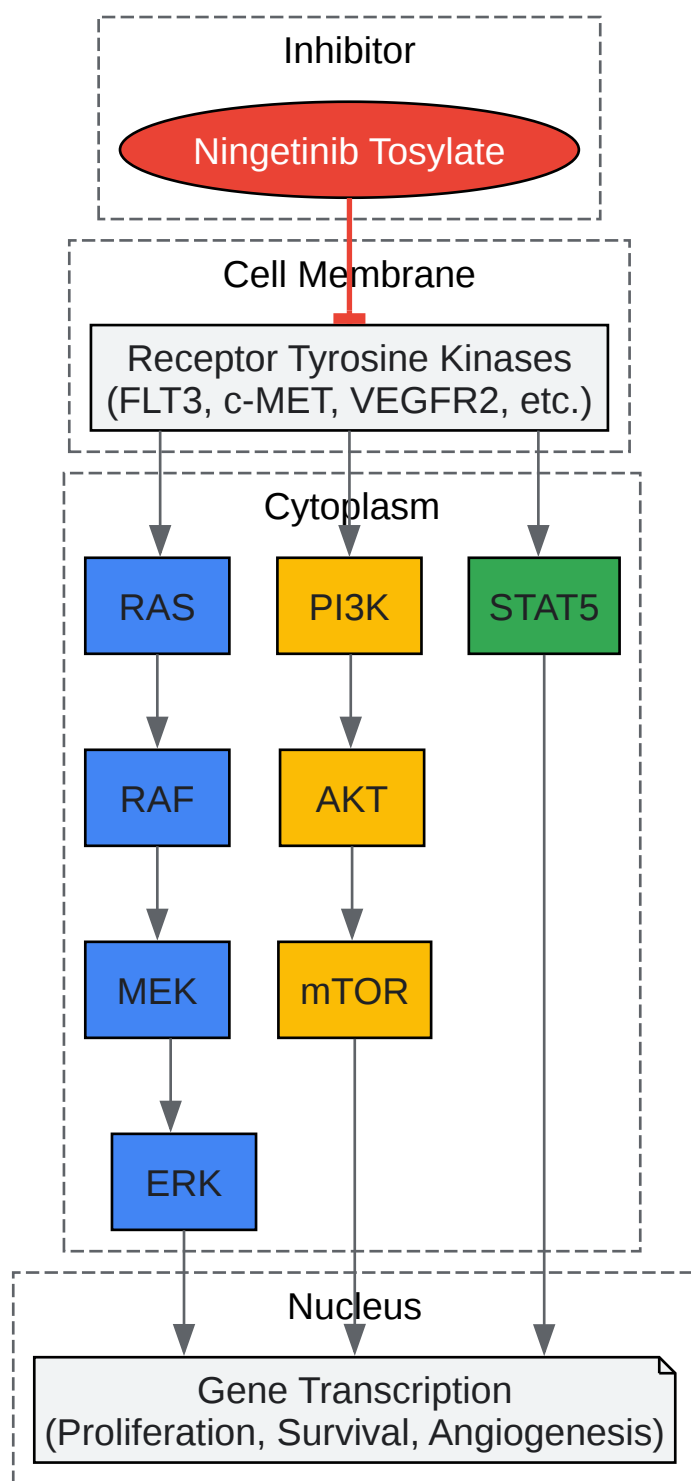 Inhibitor
Ningetinib Tosylate
Cell Membrane
Receptor Tyrosine Kinases
(FLT3, c-MET, VEGFR2, etc.)
Cytoplasm
RAS
PI3K
STAT5
RAF
AKT
MEK
mTOR
ERK
Nucleus
Gene Transcription
(Proliferation, Survival, Angiogenesis)